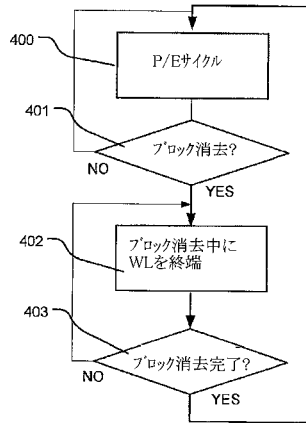 400
P/Eサイクル
401
ブロック消去?
NO
YES
402
ブロック消去中に
WLを終端
403
ブロック消去完了?
NO
YES